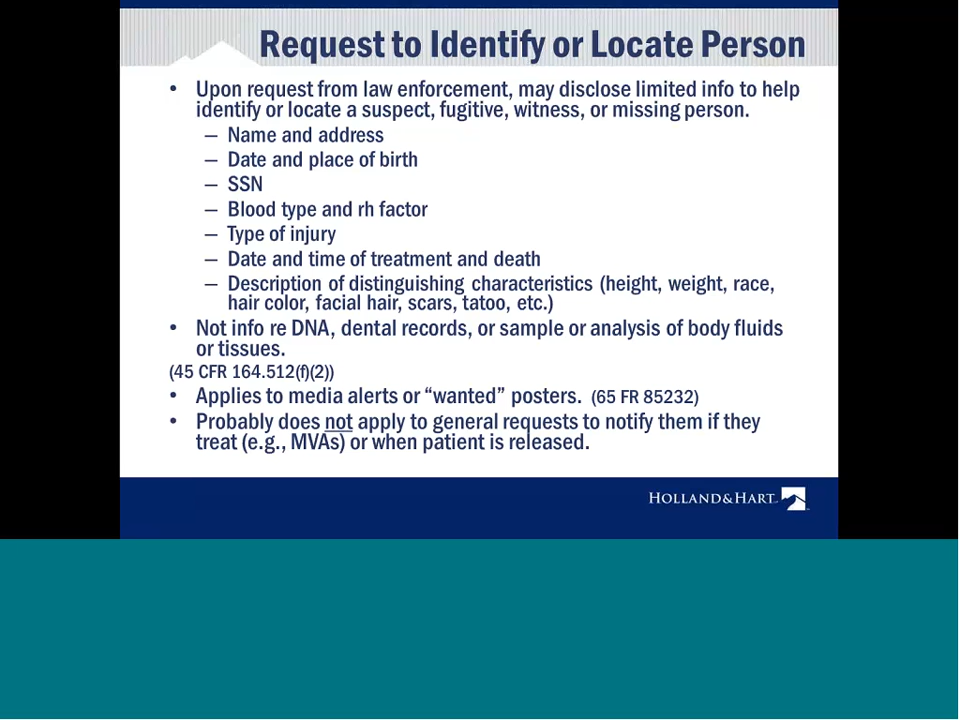 Request to Identify or Locate Person
• Upon request from law enforcement, may disclose limited info to help
identify or locate a suspect, fugitive, witness, or missing person.
– Name and address
– Date and place of birth
– SSN
– Blood type and rh factor
– Type of injury
– Date and time of treatment and death
– Description of distinguishing characteristics (height, weight, race,
hair color, facial hair, scars, tatoo, etc.)
• Not info re DNA, dental records, or sample or analysis of body fluids
or tissues.
(45 CFR 164.512(f)(2))
• Applies to media alerts or “wanted” posters. (65 FR 85232)
• Probably does not apply to general requests to notify them if they
treat (e.g., MVAs) or when patient is released.
HOLLAND&HART